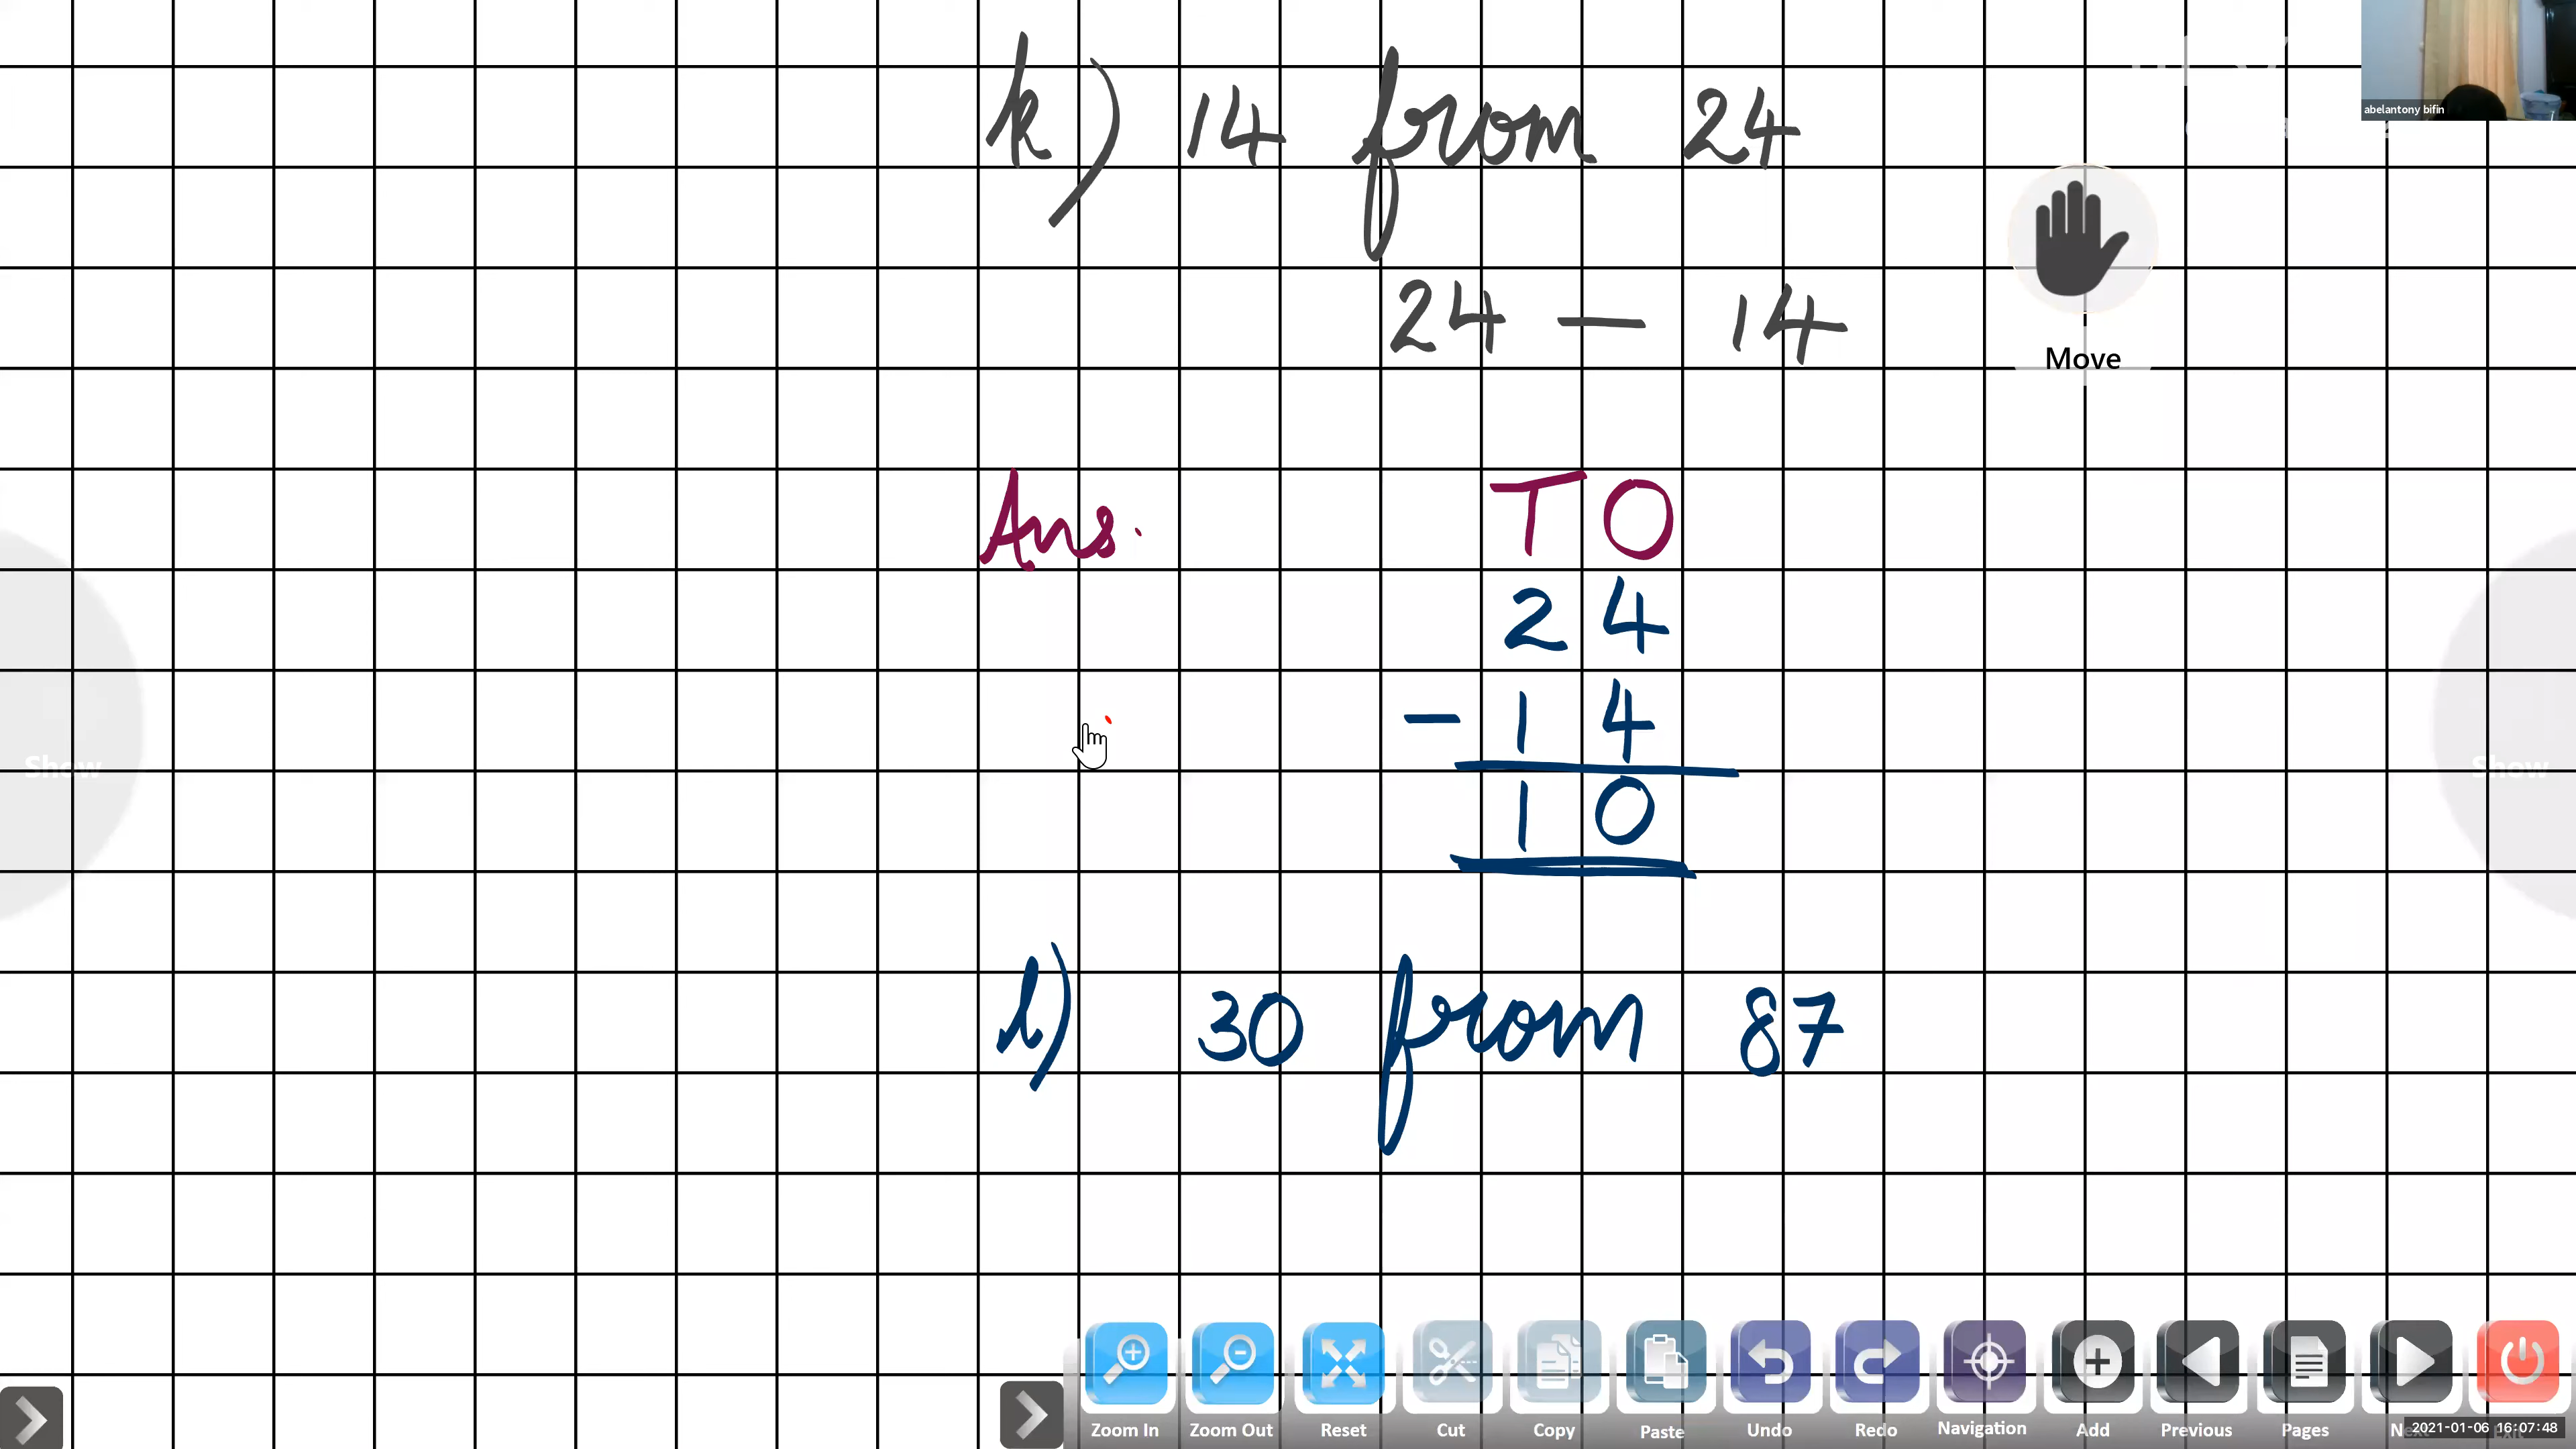 k) 14 from 24
abelantony bifin
24 — 14
Move
Ans. T O
2 4
- 1 4
Show
Show
1 0
l) 30 from 87
Zoom In Zoom Out Reset Cut Copy Paste Undo Redo Navigation Add Previous Pages
2021-01-06 16:07:48